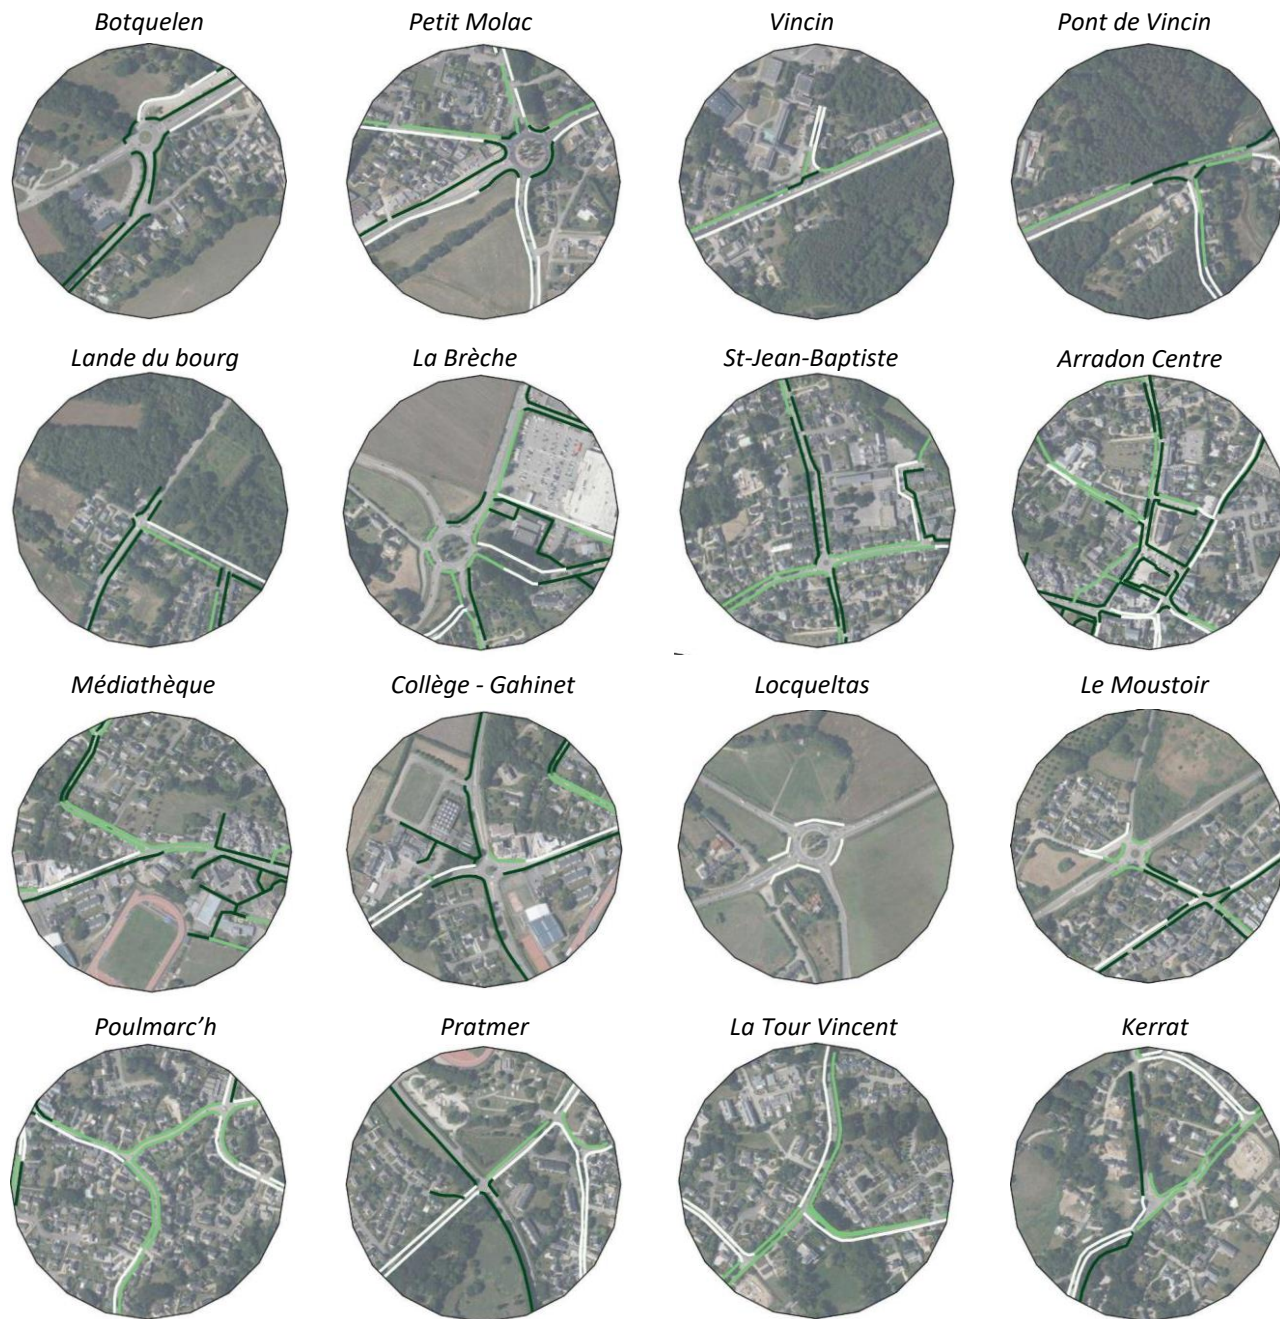 Botquelen
Petit Molac
Vincin
Pont de Vincin
Lande du bourg
La Brèche
St-Jean-Baptiste
Arradon Centre
Médiathèque
Collège - Gahinet
Locqueltas
Le Moustoir
Poulmarc’h
Pratmer
La Tour Vincent
Kerrat